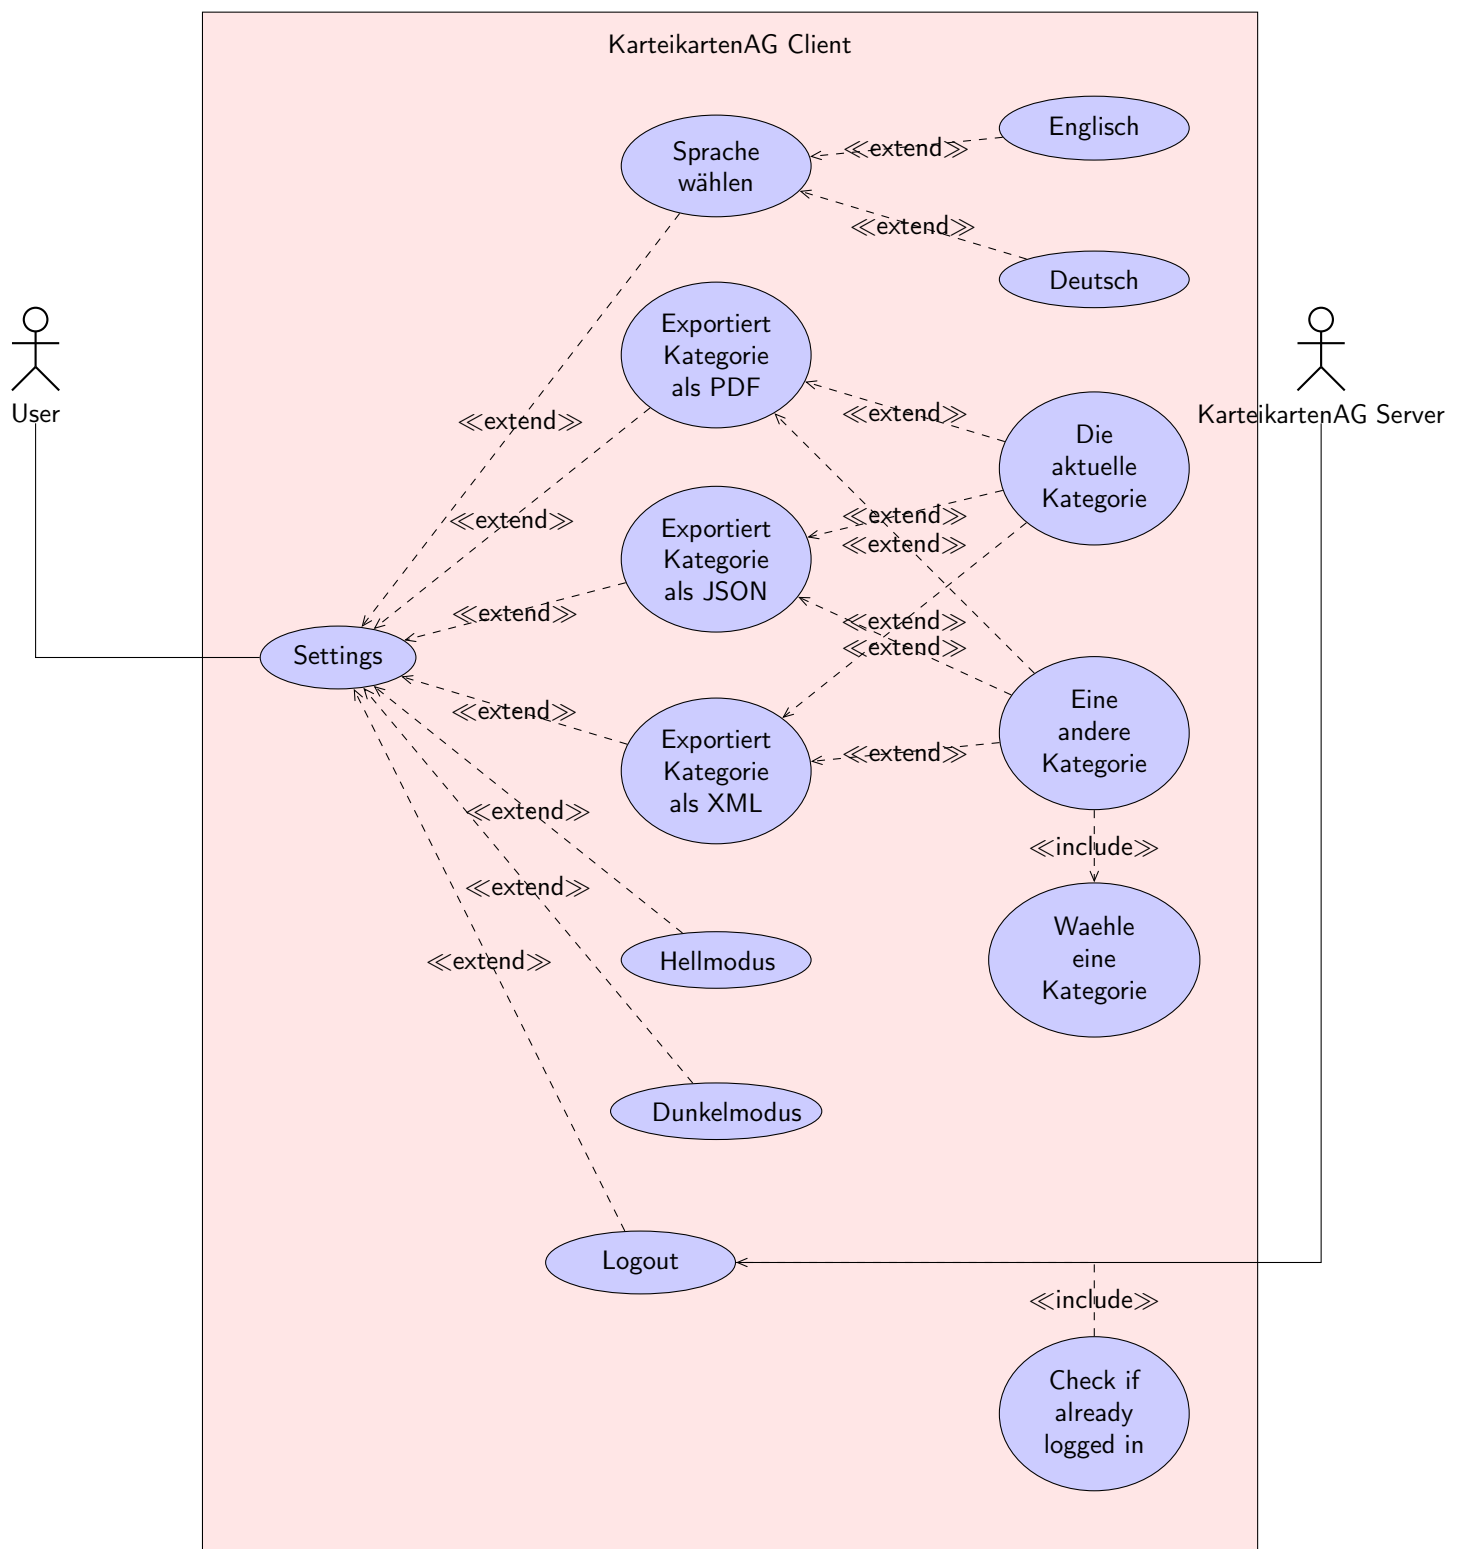 KarteikartenAG Client
Englisch
Sprache
wählen
≪extend≫
≪extend≫
Deutsch
Exportiert
Kategorie
als PDF
User
KarteikartenAG Server
≪extend≫
≪extend≫
Die
aktuelle
Kategorie
≪extend≫
≪extend≫
≪extend≫
Exportiert
Kategorie
als JSON
≪extend≫
≪extend≫
≪extend≫
Settings
≪extend≫
Exportiert
Kategorie
als XML
≪extend≫
Eine
andere
Kategorie
≪extend≫
≪include≫
≪extend≫
≪extend≫
Hellmodus
Waehle
eine
Kategorie
Dunkelmodus
Logout
≪include≫
Check if
already
logged in